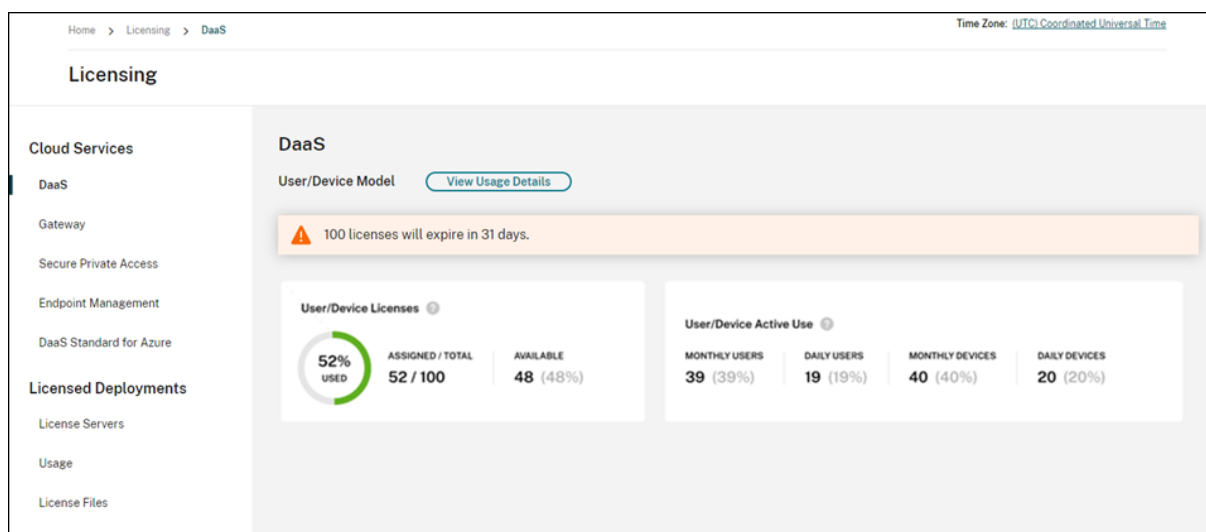 Home > Licensing > DaaS
Time Zone: (UTC) Coordinated Universal Time
Licensing
Cloud Services
DaaS
Gateway
Secure Private Access
Endpoint Management
DaaS Standard for Azure
Licensed Deployments
License Servers
Usage
License Files
DaaS
User/Device Model View Usage Details
100 licenses will expire in 31 days.
User/Device Licenses ?
52% USED
ASSIGNED / TOTAL
52 / 100
AVAILABLE
48 (48%)
User/Device Active Use ?
MONTHLY USERS
39 (39%)
DAILY USERS
19 (19%)
MONTHLY DEVICES
40 (40%)
DAILY DEVICES
20 (20%)